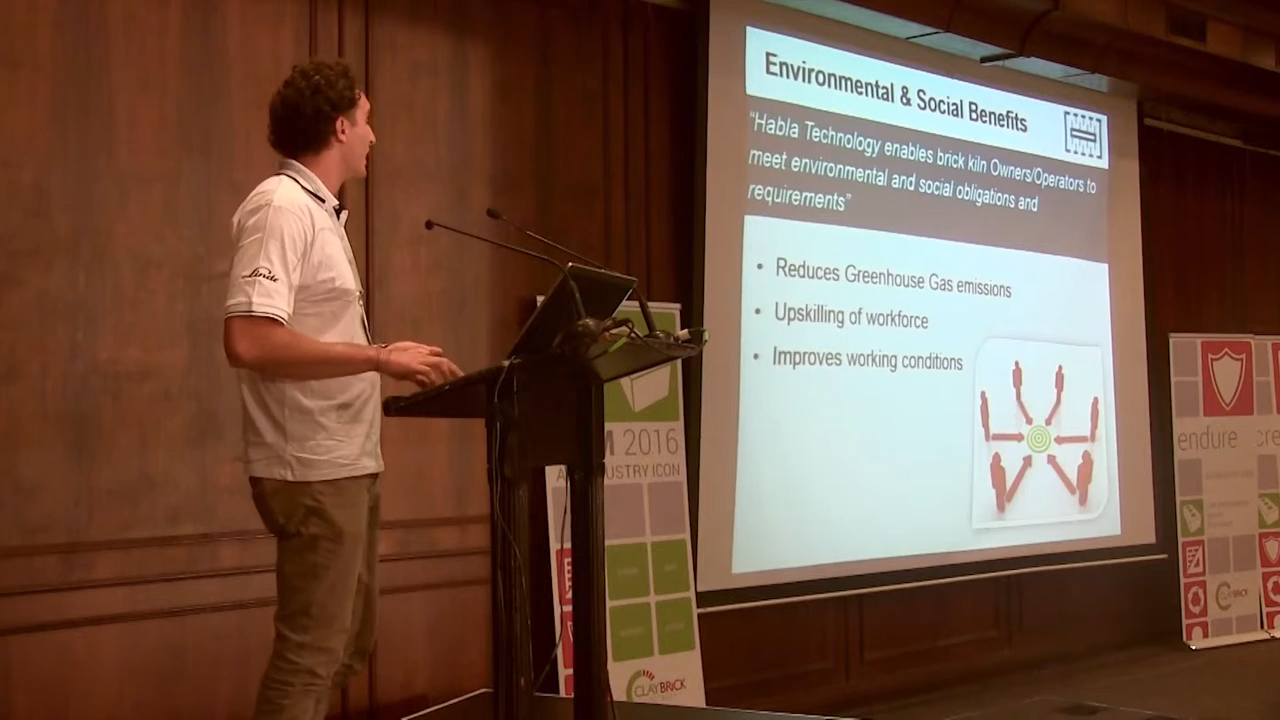 Environmental & Social Benefits
“Habla Technology enables brick kiln Owners/Operators to
meet environmental and social obligations and
requirements”
• Reduces Greenhouse Gas emissions
• Upskilling of workforce
• Improves working conditions
Linde
2016
USTRY ICON
CLAYBRICK
endure
CLAYBRICK